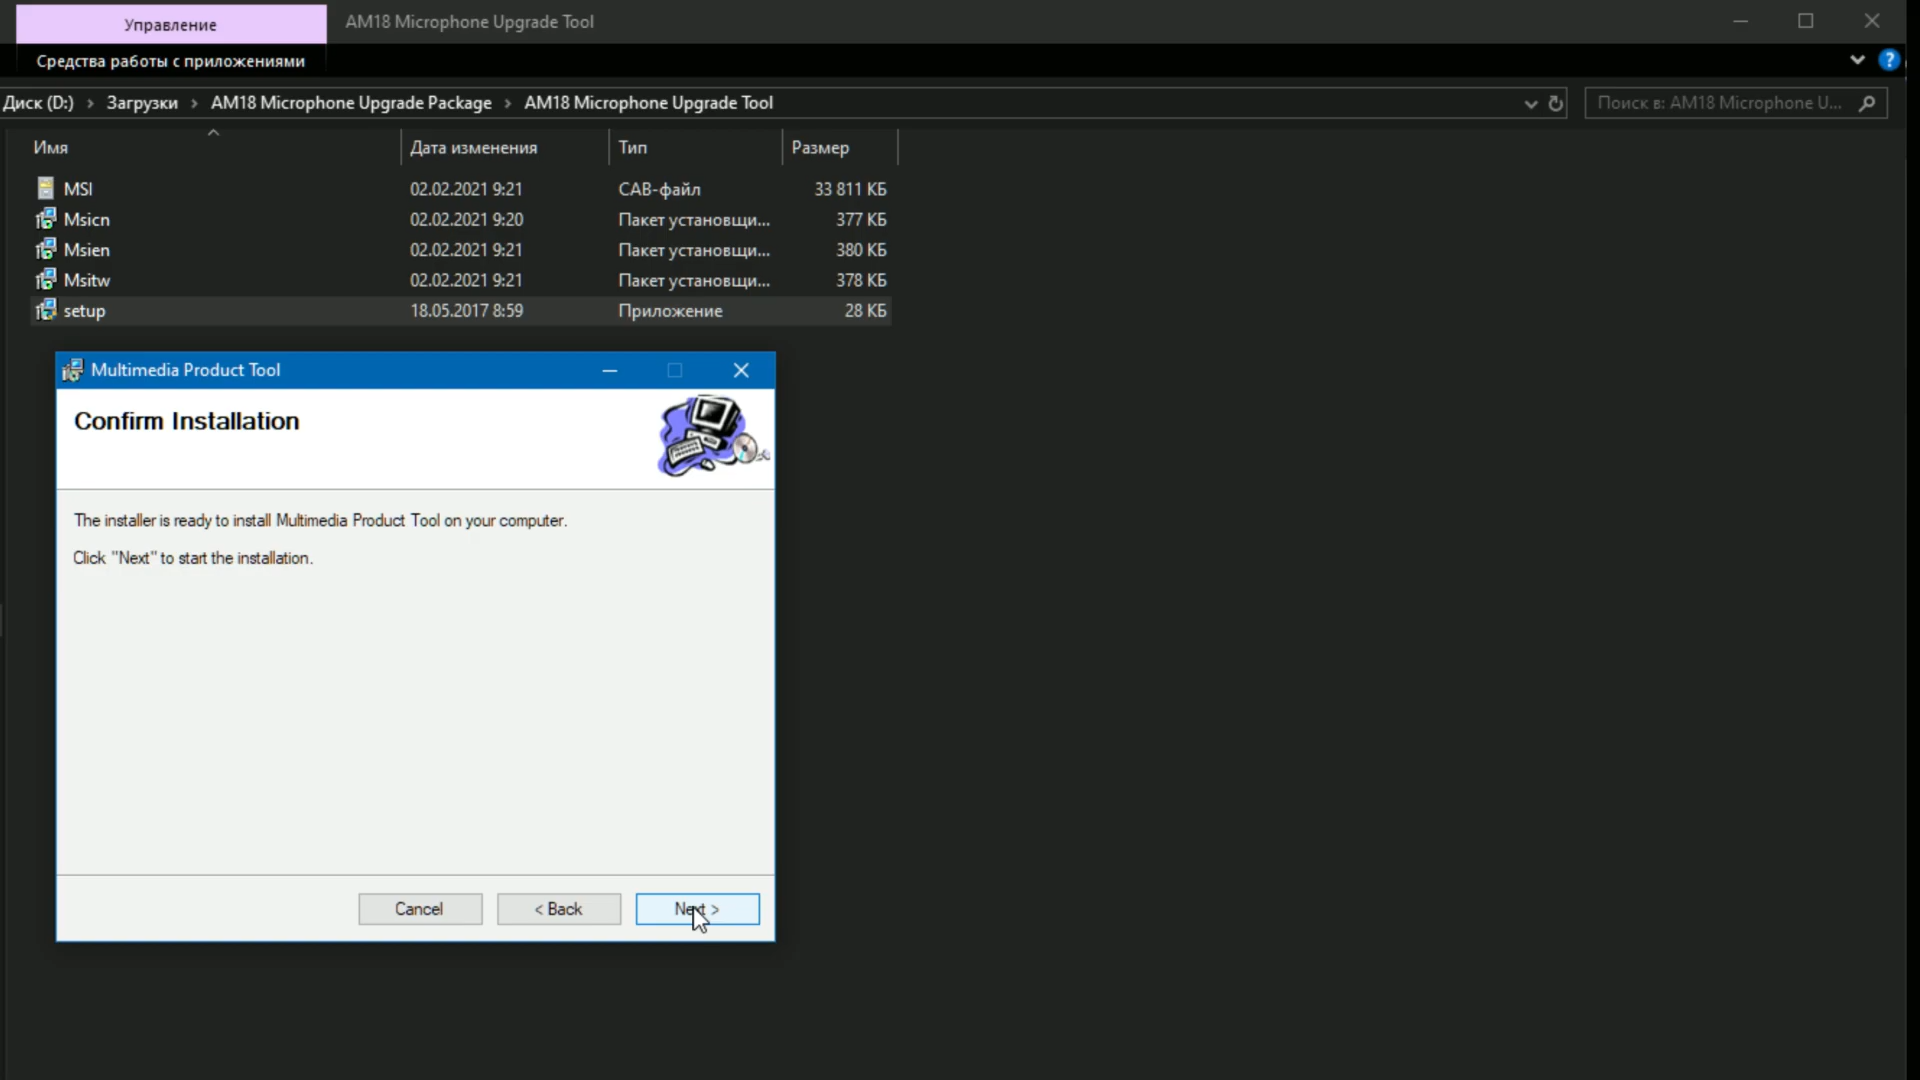 Управление
AM18 Microphone Upgrade Tool
Средства работы с приложениями
?
Диск (D:) > Загрузки > AM18 Microphone Upgrade Package > AM18 Microphone Upgrade Tool
Поиск в: AM18 Microphone U...
Имя Дата изменения Тип Размер
MSI 02.02.2021 9:21 CAB-файл 33 811 КБ
Msicn 02.02.2021 9:20 Пакет установщи... 377 КБ
Msien 02.02.2021 9:21 Пакет установщи... 380 КБ
Msitw 02.02.2021 9:21 Пакет установщи... 378 КБ
setup 18.05.2017 8:59 Приложение 28 КБ
Multimedia Product Tool
Confirm Installation
The installer is ready to install Multimedia Product Tool on your computer.
Click "Next" to start the installation.
Cancel
< Back
Next >